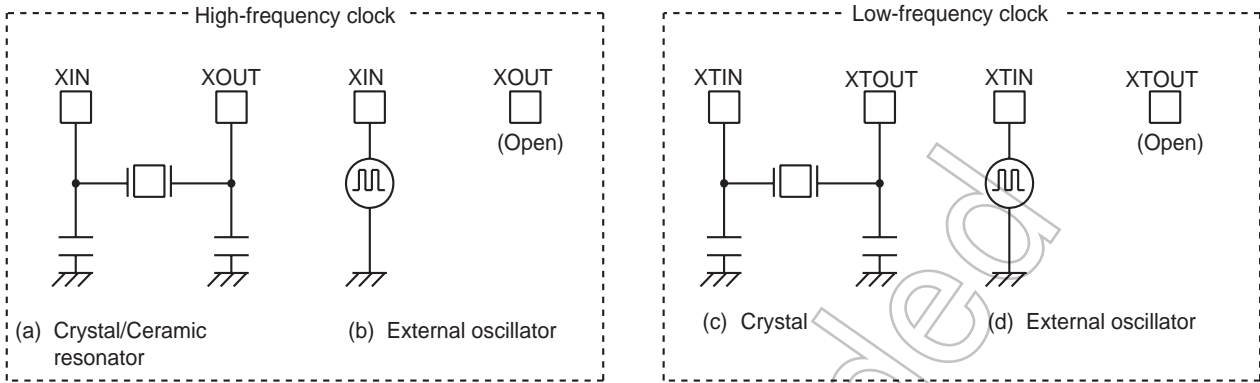 High-frequency clock
XIN XOUT XIN XOUT
(Open)
(a) Crystal/Ceramic
resonator
(b) External oscillator
Low-frequency clock
XTIN XTOUT XTIN XTOUT
(Open)
(c) Crystal
(d) External oscillator